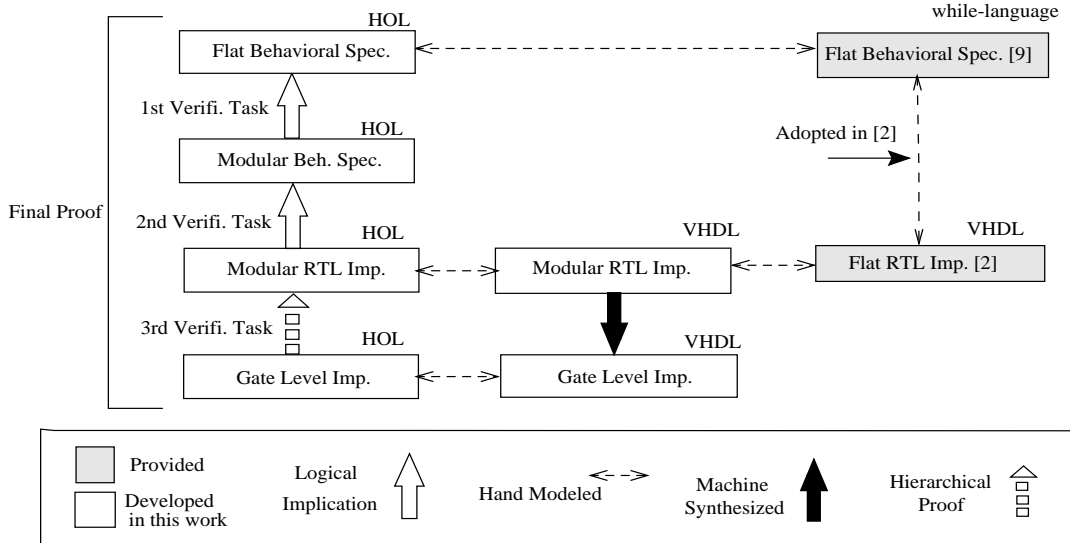 HOL
while-language
Flat Behavioral Spec.
Flat Behavioral Spec. [9]
1st Verifi. Task
HOL
Adopted in [2]
Modular Beh. Spec.
Final Proof
2nd Verifi. Task
HOL
VHDL
VHDL
Modular RTL Imp.
Modular RTL Imp.
Flat RTL Imp. [2]
3rd Verifi. Task
HOL
VHDL
Gate Level Imp.
Gate Level Imp.
Provided
Developed
in this work
Logical
Implication
Hand Modeled
Machine
Synthesized
Hierarchical
Proof